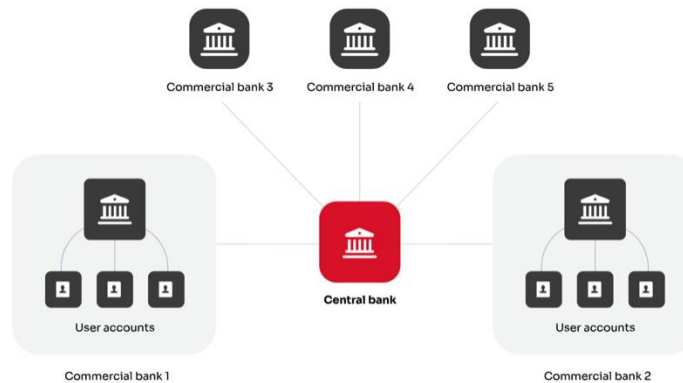 Commercial bank 3
Commercial bank 4
Commercial bank 5
Central bank
User accounts
Commercial bank 1
User accounts
Commercial bank 2